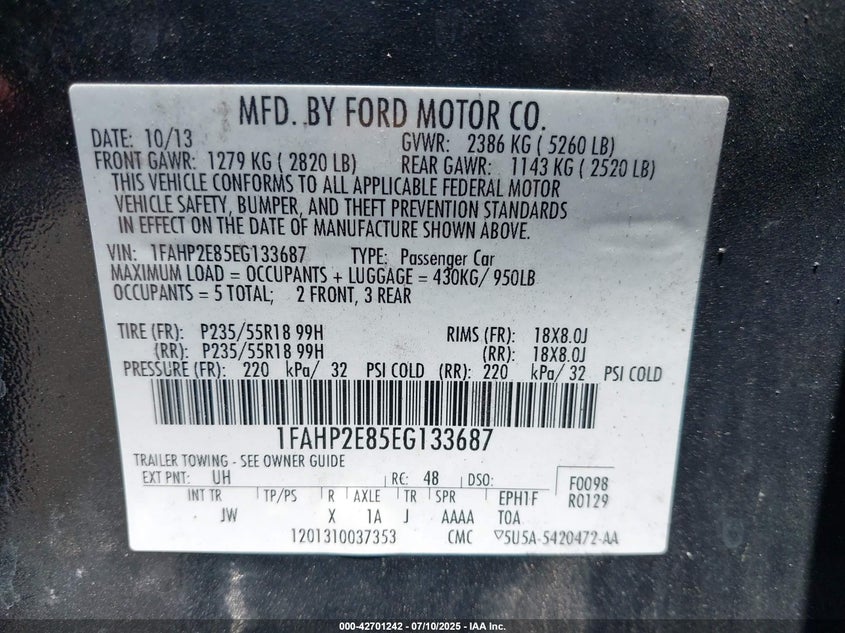 MFD. BY FORD MOTOR CO.
DATE: 10/13 GVWR: 2386 KG ( 5260 LB)
FRONT GAWR: 1279 KG ( 2820 LB) REAR GAWR: 1143 KG ( 2520 LB)
THIS VEHICLE CONFORMS TO ALL APPLICABLE FEDERAL MOTOR
VEHICLE SAFETY, BUMPER, AND THEFT PREVENTION STANDARDS
IN EFFECT ON THE DATE OF MANUFACTURE SHOWN ABOVE.
VIN: 1FAHP2E85EG133687 TYPE: Passenger Car
MAXIMUM LOAD = OCCUPANTS + LUGGAGE = 430KG/ 950LB
OCCUPANTS = 5 TOTAL; 2 FRONT, 3 REAR
TIRE (FR): P235/55R18 99H RIMS (FR): 18X8.0J
(RR): P235/55R18 99H (RR): 18X8.0J
PRESSURE (FR): 220 kPa/ 32 PSI COLD (RR): 220 kPa/ 32 PSI COLD
1FAHP2E85EG133687
TRAILER TOWING - SEE OWNER GUIDE
EXT PNT: UH RC: 48 DSO: F0098
INT TR TP/PS R AXLE TR SPR EPH1F R0129
JW X 1A J AAAA TOA
1201310037353 CMC ▽5U5A-5420472-AA
000-42701242 - 07/10/2025 - IAA Inc.